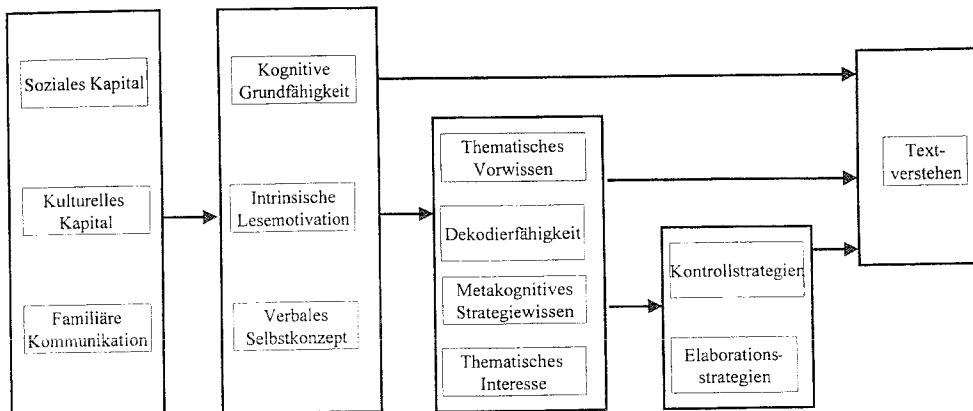 Soziales Kapital
Kulturelles
Kapital
Familiäre
Kommunikation
Kognitive
Grundfähigkeit
Intrinsische
Lesemotivation
Verbales
Selbstkonzept
Thematisches
Vorwissen
Dekodierfähigkeit
Metakognitives
Strategiewissen
Thematisches
Interesse
Kontrollstrategien
Elaborations-
strategien
Text-
verstehen